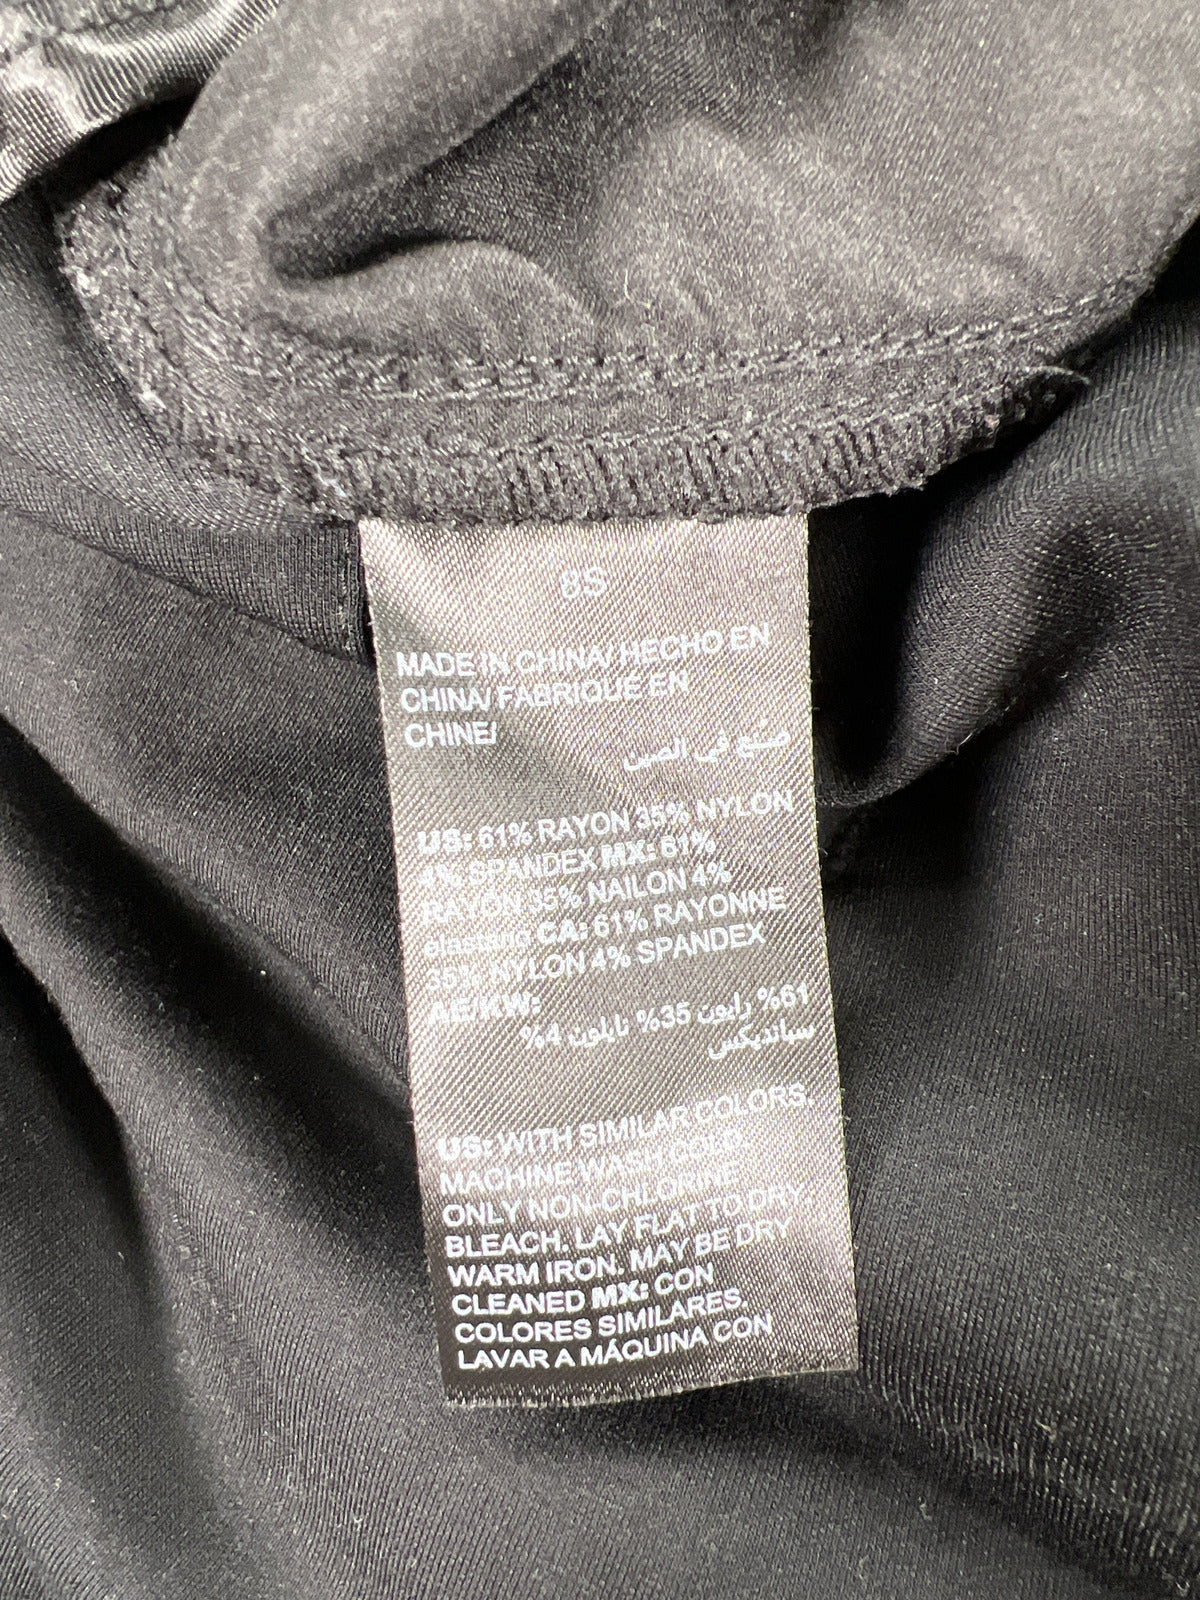 8S
MADE IN CHINA/ HECHO EN
CHINA/ FABRIQUE EN
CHINE/
صنع في الصين
US: 61% RAYON 35% NYLON
4% SPANDEX MX: 61%
RAYON 35% NAILON 4%
elastano CA: 61% RAYONNE
35% NYLON 4% SPANDEX
AE/KW:
61% رايون 35% نايلون 4%
سبانديكس
US: WITH SIMILAR COLORS.
MACHINE WASH COLD.
ONLY NON-CHLORINE
BLEACH. LAY FLAT TO DRY.
WARM IRON. MAY BE DRY
CLEANED MX: CON
COLORES SIMILARES.
LAVAR A MÁQUINA CON